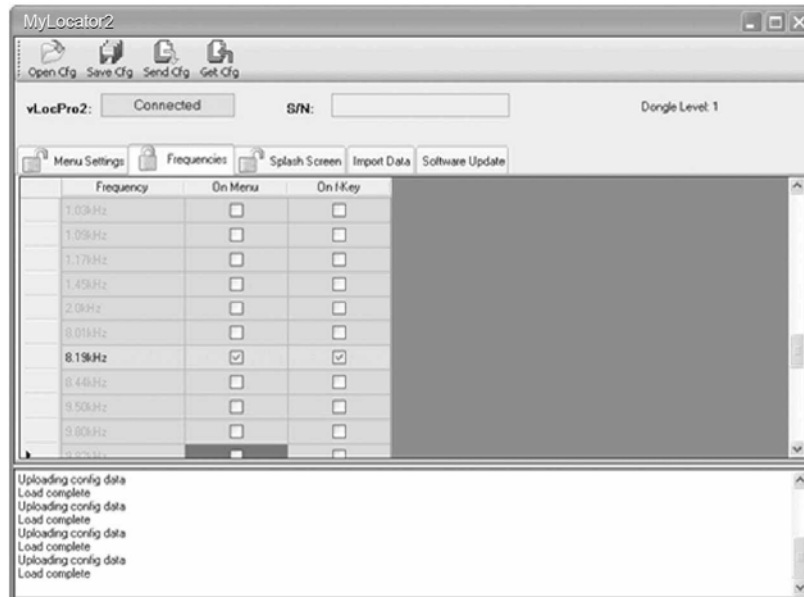 MyLocator2
Open Cfg Save Cfg Send Cfg Get Cfg
vLocPro2: Connected S/N: Dongle Level: 1
Menu Settings Frequencies Splash Screen Import Data Software Update
Frequency On Menu On f-Key
1.03kHz
1.09kHz
1.17kHz
1.45kHz
2.0kHz
8.01kHz
8.19kHz
8.44kHz
9.50kHz
9.80kHz
9.82kHz
Uploading config data
Load complete
Uploading config data
Load complete
Uploading config data
Load complete
Uploading config data
Load complete